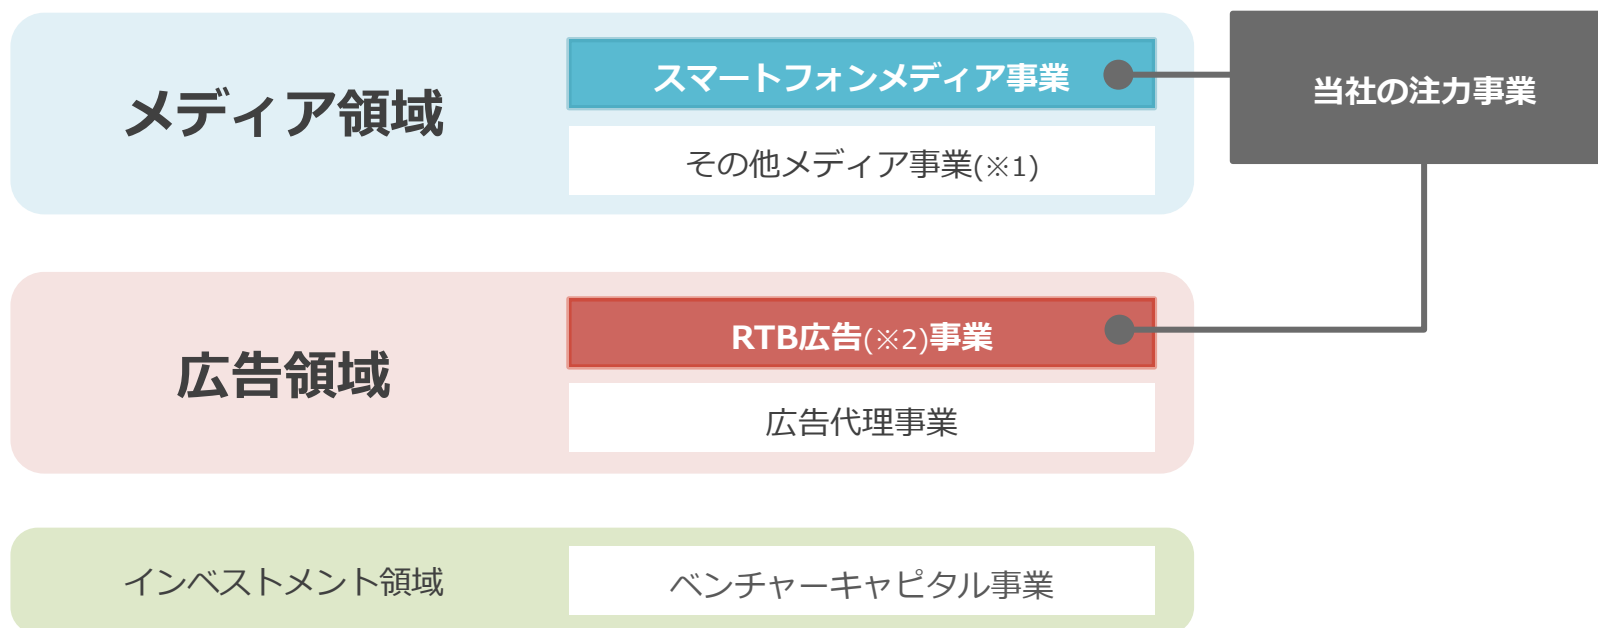 メディア領域
スマートフォンメディア事業
その他メディア事業(※1)
当社の注力事業
広告領域
RTB広告(※2)事業
広告代理事業
インベストメント領域
ベンチャーキャピタル事業